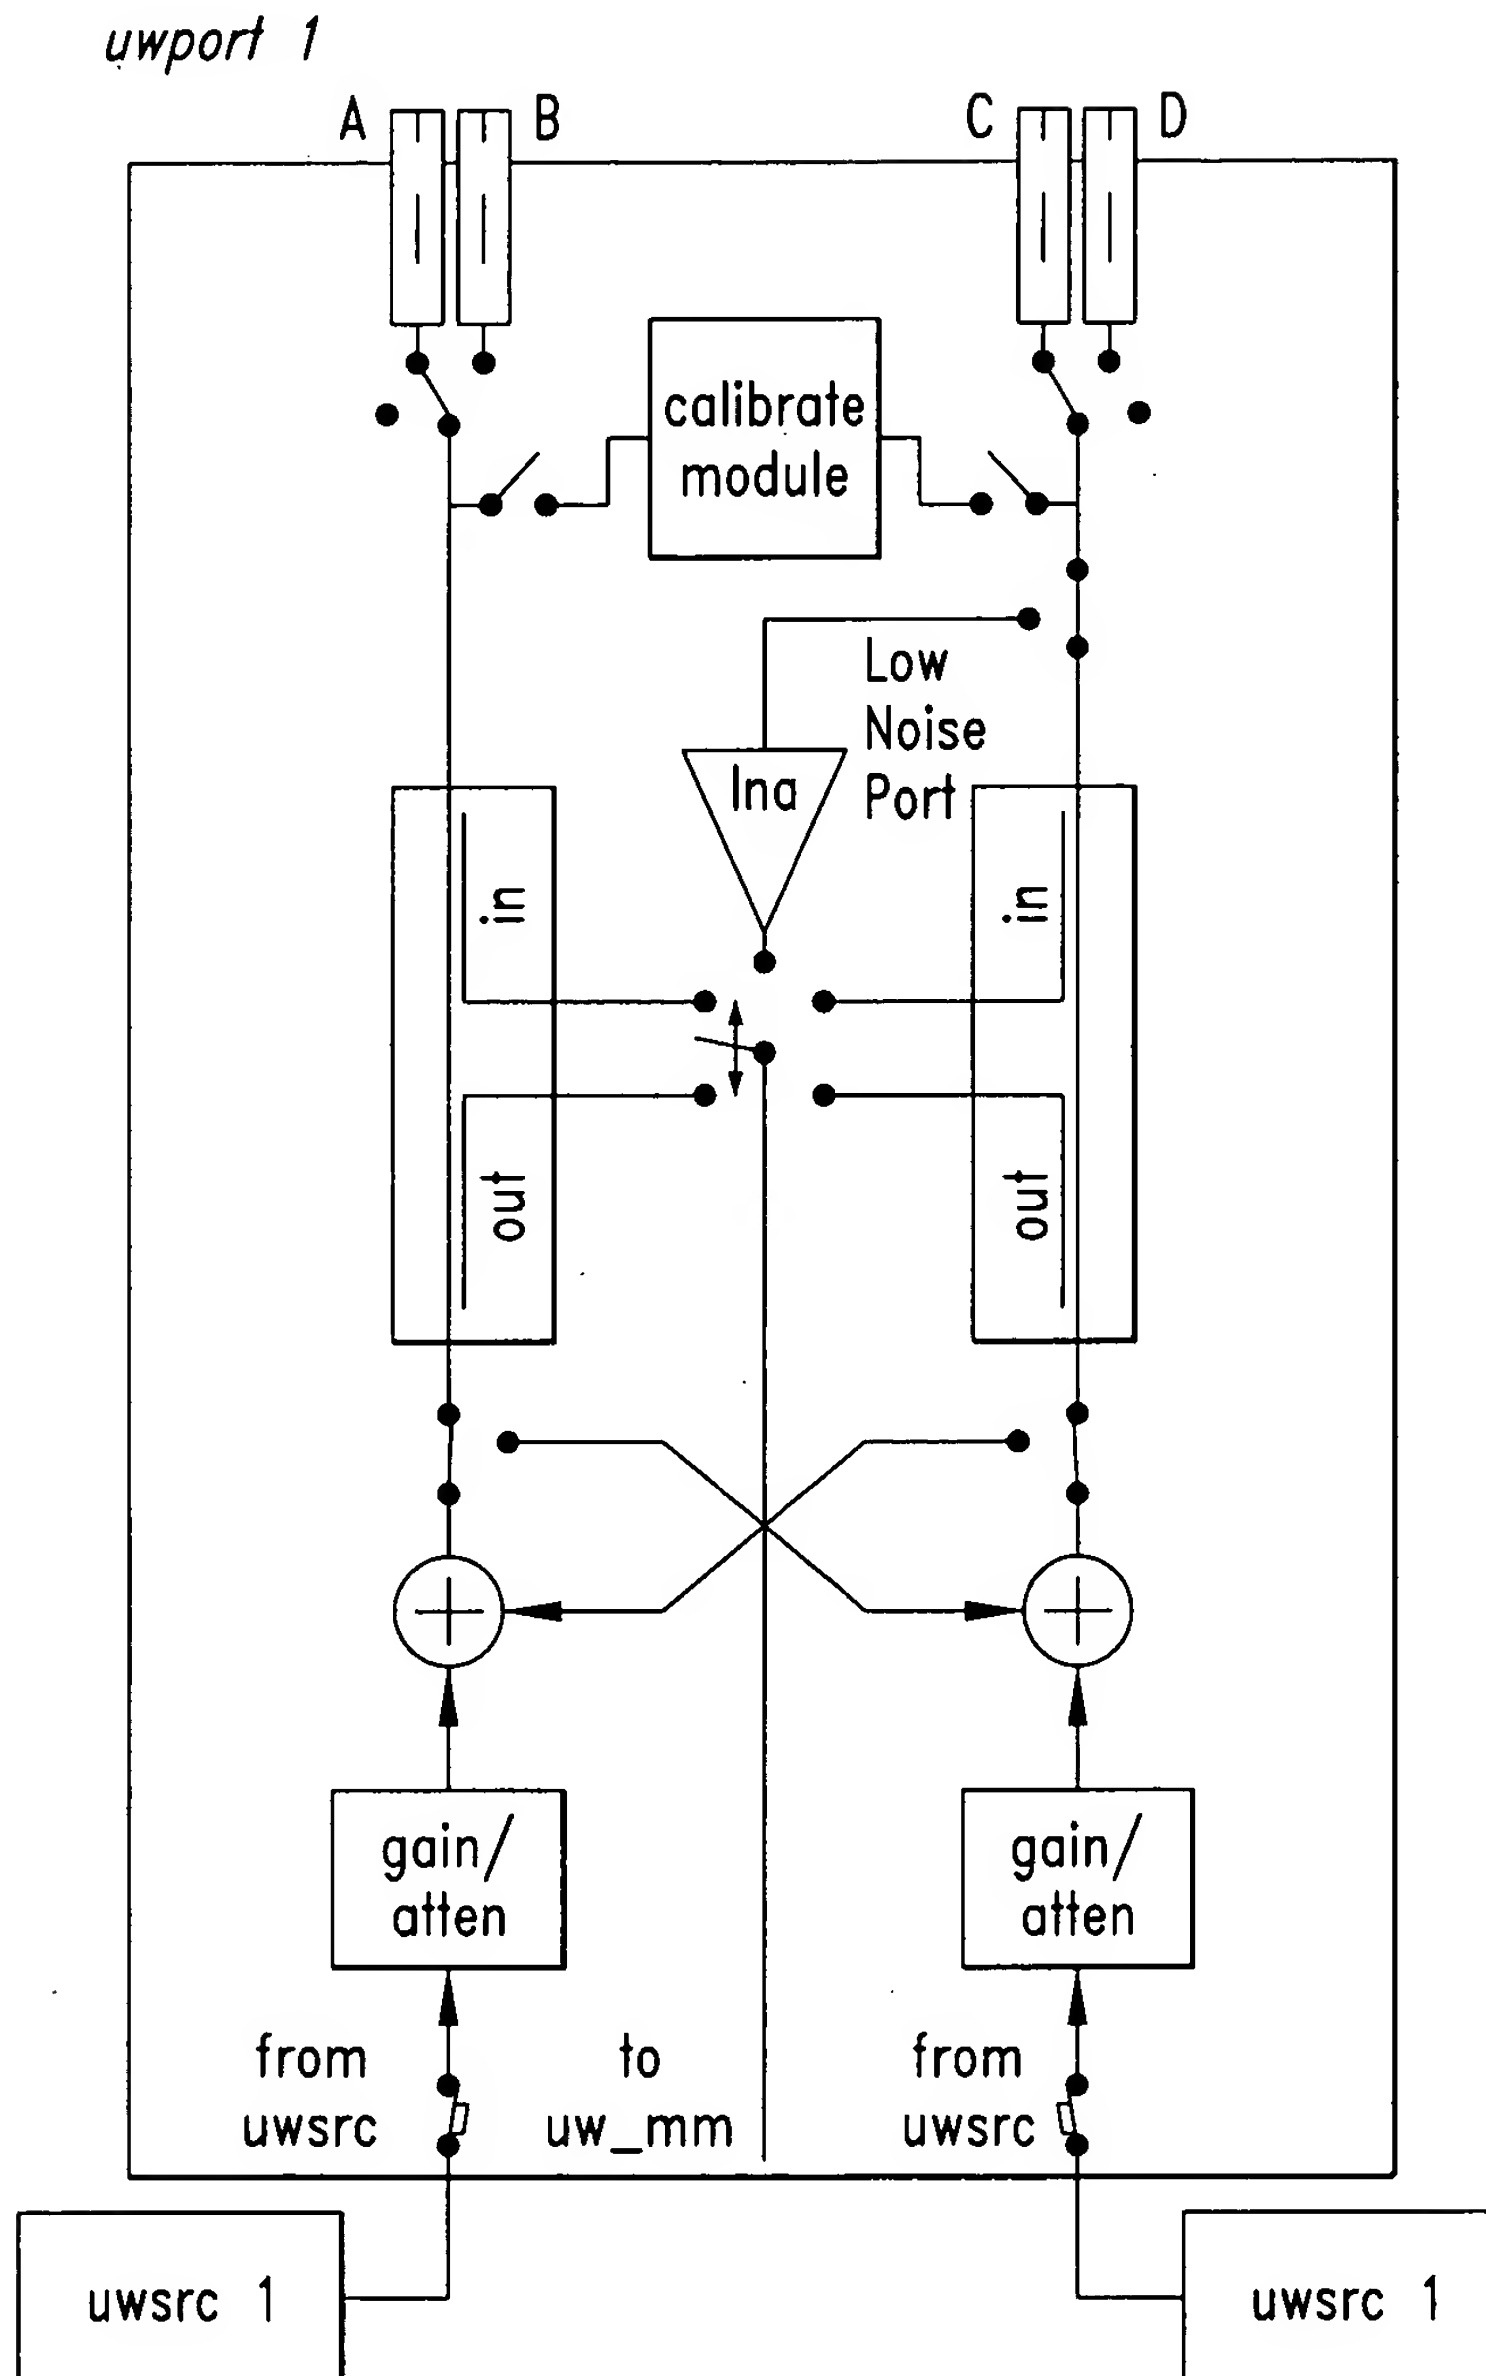 uwport 1
A B C D
calibrate
module
Low
Noise
Port
lna
in in
out out
gain/
atten
gain/
atten
from
uwsrc
to
uw_mm
from
uwsrc
uwsrc 1
uwsrc 1